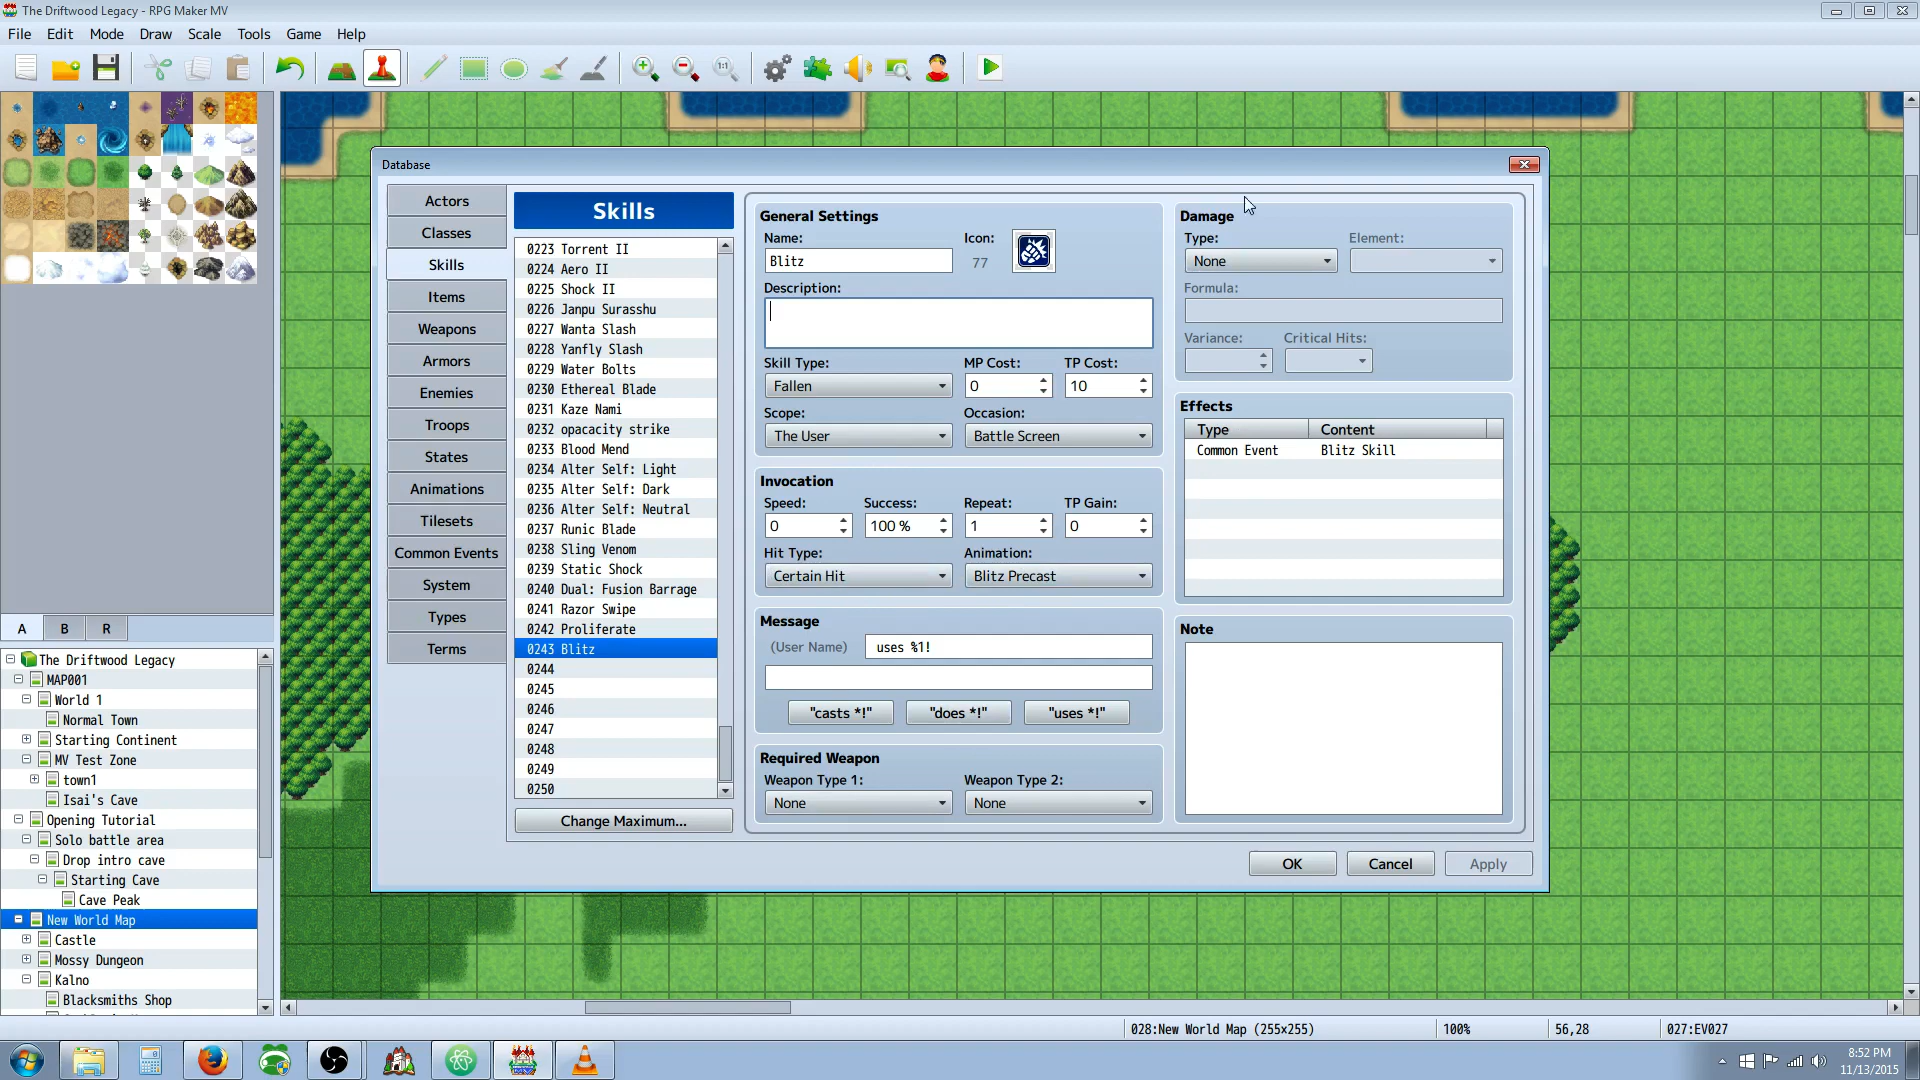 The Driftwood Legacy - RPG Maker MV
File Edit Mode Draw Scale Tools Game Help
1:1
Database
Actors
Classes
Skills
Items
Weapons
Armors
Enemies
Troops
States
Animations
Tilesets
Common Events
System
Types
Terms
Skills
0223 Torrent II
0224 Aero II
0225 Shock II
0226 Janpu Surasshu
0227 Wanta Slash
0228 Yanfly Slash
0229 Water Bolts
0230 Ethereal Blade
0231 Kaze Nami
0232 opacacity strike
0233 Blood Mend
0234 Alter Self: Light
0235 Alter Self: Dark
0236 Alter Self: Neutral
0237 Runic Blade
0238 Sling Venom
0239 Static Shock
0240 Dual: Fusion Barrage
0241 Razor Swipe
0242 Proliferate
0243 Blitz
0244
0245
0246
0247
0248
0249
0250
Change Maximum...
General Settings
Name: Icon:
Blitz 77
Description:
Skill Type: MP Cost: TP Cost:
Fallen 0 10
Scope: Occasion:
The User Battle Screen
Invocation
Speed: Success: Repeat: TP Gain:
0 100 % 1 0
Hit Type: Animation:
Certain Hit Blitz Precast
Message
(User Name) uses %1!
"casts *!" "does *!" "uses *!"
Required Weapon
Weapon Type 1: Weapon Type 2:
None None
Damage
Type: Element:
None
Formula:
Variance: Critical Hits:
Effects
Type Content
Common Event Blitz Skill
Note
OK Cancel Apply
A B R
The Driftwood Legacy
MAP001
World 1
Normal Town
Starting Continent
MV Test Zone
town1
Isai's Cave
Opening Tutorial
Solo battle area
Drop intro cave
Starting Cave
Cave Peak
New World Map
Castle
Mossy Dungeon
Kalno
Blacksmiths Shop
028:New World Map (255x255) 100% 56,28 027:EV027
8:52 PM
11/13/2015